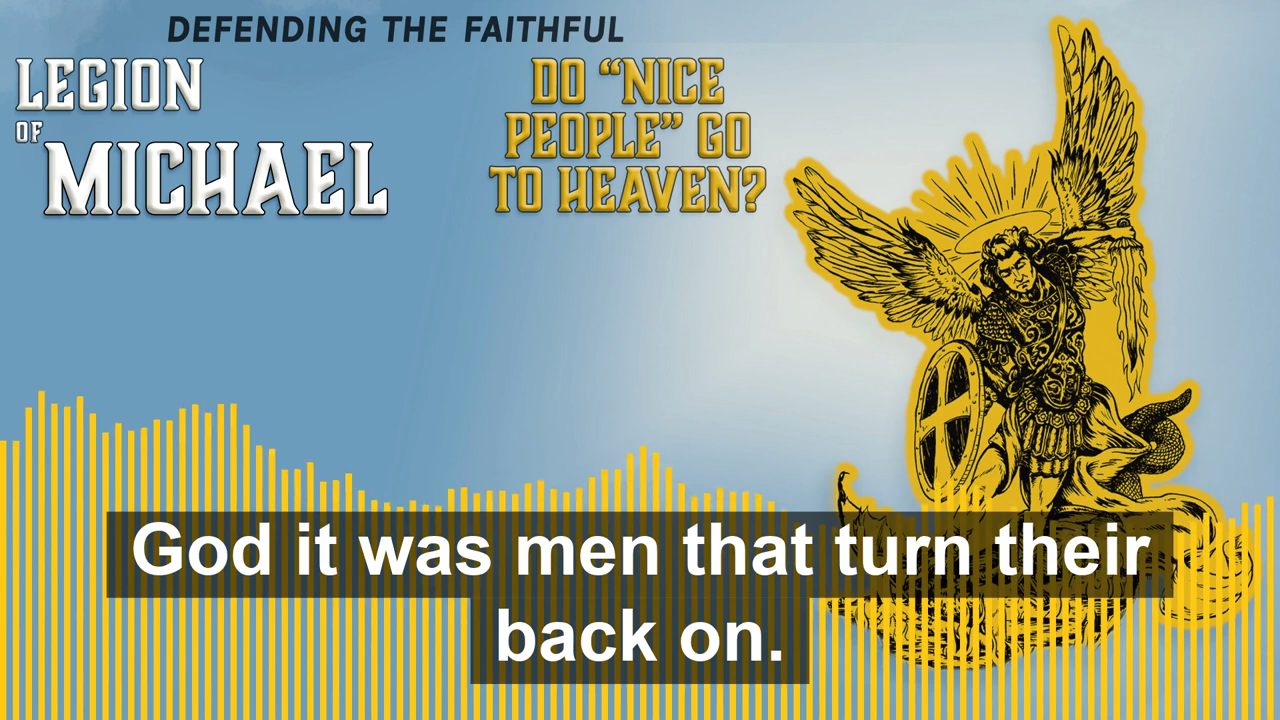 DEFENDING THE FAITHFUL
LEGION
OF
MICHAEL
DO “NICE
PEOPLE” GO
TO HEAVEN?
God it was men that turn their
back on.